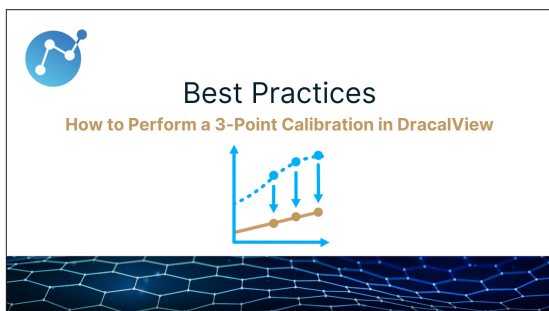 Best Practices
How to Perform a 3-Point Calibration in DracalView